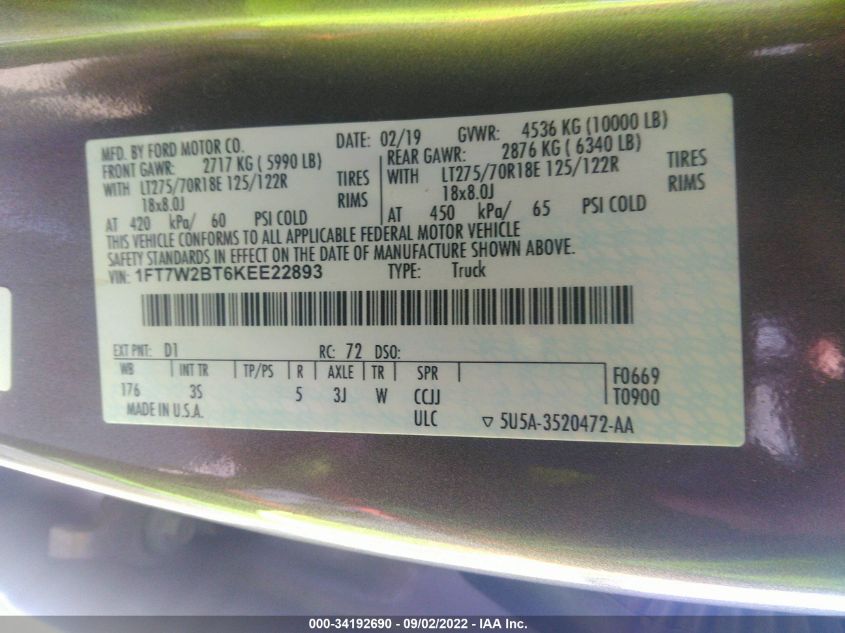 MFD. BY FORD MOTOR CO. DATE: 02/19 GVWR: 4536 KG (10000 LB)
FRONT GAWR: 2717 KG ( 5990 LB) REAR GAWR: 2876 KG ( 6340 LB)
WITH LT275/70R18E 125/122R TIRES WITH LT275/70R18E 125/122R TIRES
18x8.0J RIMS 18x8.0J RIMS
AT 420 kPa/ 60 PSI COLD AT 450 kPa/ 65 PSI COLD
THIS VEHICLE CONFORMS TO ALL APPLICABLE FEDERAL MOTOR VEHICLE
SAFETY STANDARDS IN EFFECT ON THE DATE OF MANUFACTURE SHOWN ABOVE.
VIN: 1FT7W2BT6KEE22893 TYPE: Truck
EXT PNT: D1 RC: 72 DSO:
WB INT TR TP/PS R AXLE TR SPR F0669
176 3S 5 3J W CCJJ T0900
MADE IN U.S.A. ULC 5U5A-3520472-AA
000-34192690 - 09/02/2022 - IAA Inc.